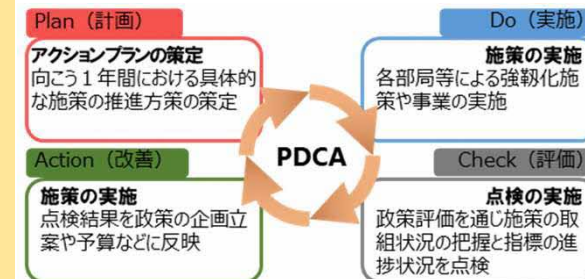 Plan（計画）
アクションプランの策定
向こう１年間における具体的
な施策の推進方策の策定
Do（実施）
施策の実施
各部局等による強靱化施
策や事業の実施
PDCA
Action（改善）
施策の実施
点検結果を政策の企画立
案や予算などに反映
Check（評価）
点検の実施
政策評価を通じ施策の取
組状況の把握と指標の進
捗状況を点検